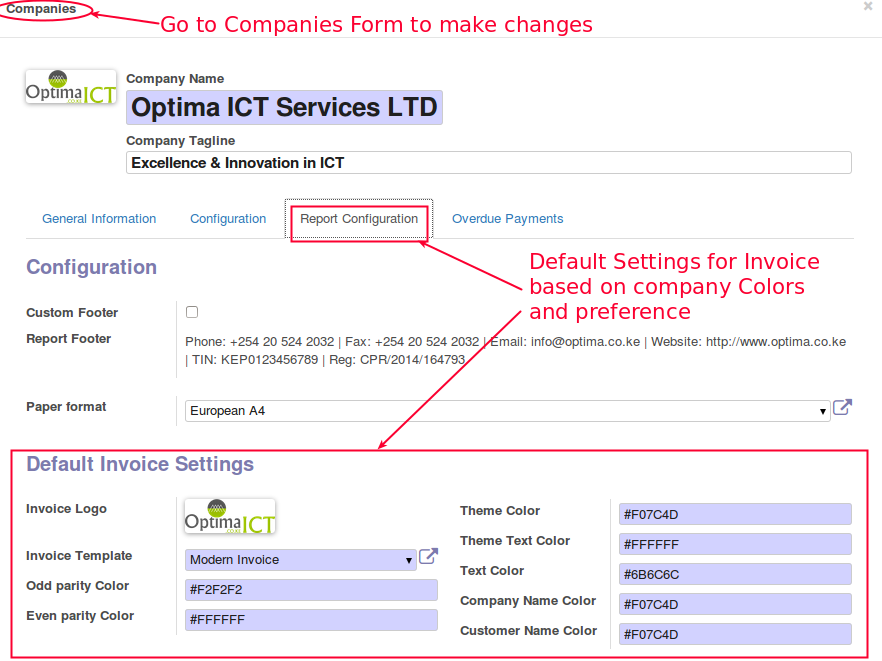 Companies
×
Go to Companies Form to make changes
Optima ICT
.co.ke
Company Name
Optima ICT Services LTD
Company Tagline
Excellence & Innovation in ICT
General Information
Configuration
Report Configuration
Overdue Payments
Configuration
Default Settings for Invoice
based on company Colors
and preference
Custom Footer
Report Footer
Phone: +254 20 524 2032 | Fax: +254 20 524 2032 | Email: info@optima.co.ke | Website: http://www.optima.co.ke
| TIN: KEP0123456789 | Reg: CPR/2014/164793
Paper format
European A4
Default Invoice Settings
Invoice Logo
Optima ICT
.co.ke
Invoice Template
Modern Invoice
Odd parity Color
#F2F2F2
Even parity Color
#FFFFFF
Theme Color
#F07C4D
Theme Text Color
#FFFFFF
Text Color
#6B6C6C
Company Name Color
#F07C4D
Customer Name Color
#F07C4D